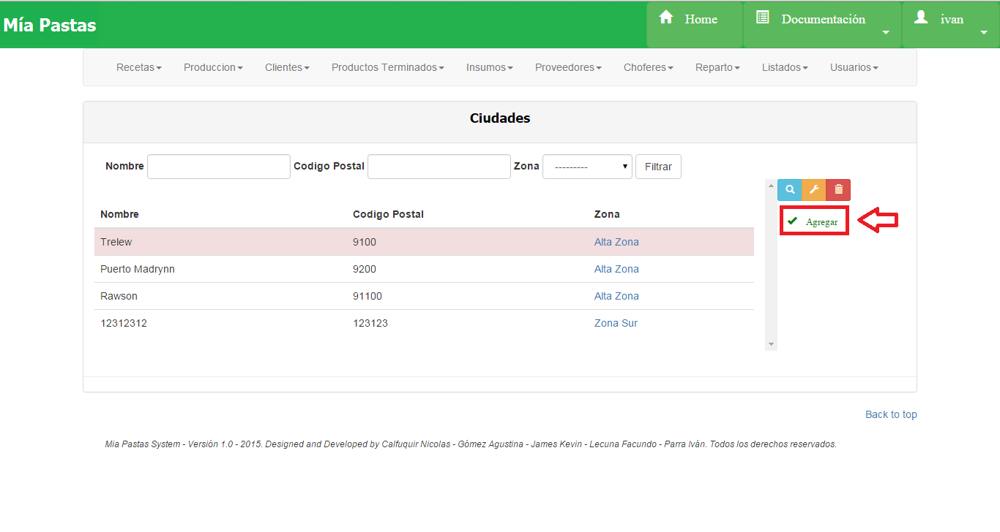 Mía Pastas Home Documentación ivan
Recetas Produccion Clientes Productos Terminados Insumos Proveedores Choferes Reparto Listados Usuarios
Ciudades
Nombre Codigo Postal Zona --------- Filtrar
Nombre Codigo Postal Zona
Agregar
Trelew 9100 Alta Zona
Puerto Madrynn 9200 Alta Zona
Rawson 91100 Alta Zona
12312312 123123 Zona Sur
Back to top
Mia Pastas System - Versión 1.0 - 2015. Designed and Developed by Calfuquir Nicolas - Gómez Agustina - James Kevin - Lecuna Facundo - Parra Iván. Todos los derechos reservados.